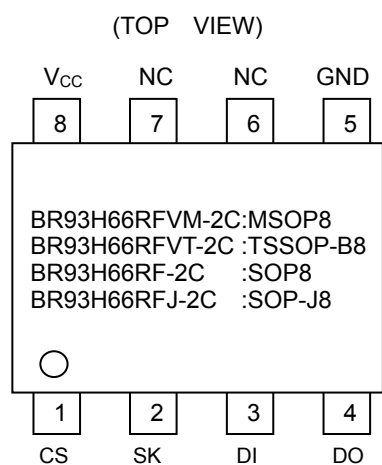 (TOP VIEW)
VCC NC NC GND
8 7 6 5
BR93H66RFVM-2C:MSOP8
BR93H66RFVT-2C :TSSOP-B8
BR93H66RF-2C :SOP8
BR93H66RFJ-2C :SOP-J8
1 2 3 4
CS SK DI DO